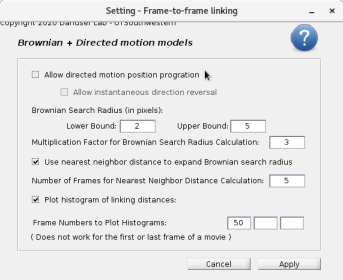 Setting - Frame-to-frame linking
Copyright 2020 Danuser Lab - UTSouthwestern
Brownian + Directed motion models
?
Allow directed motion position progration
Allow instantaneous direction reversal
Brownian Search Radius (in pixels):
Lower Bound: 2 Upper Bound: 5
Multiplication Factor for Brownian Search Radius Calculation: 3
Use nearest neighbor distance to expand Brownian search radius
Number of Frames for Nearest Neighbor Distance Calculation: 5
Plot histogram of linking distances:
Frame Numbers to Plot Histograms: 50
( Does not work for the first or last frame of a movie )
Cancel Apply